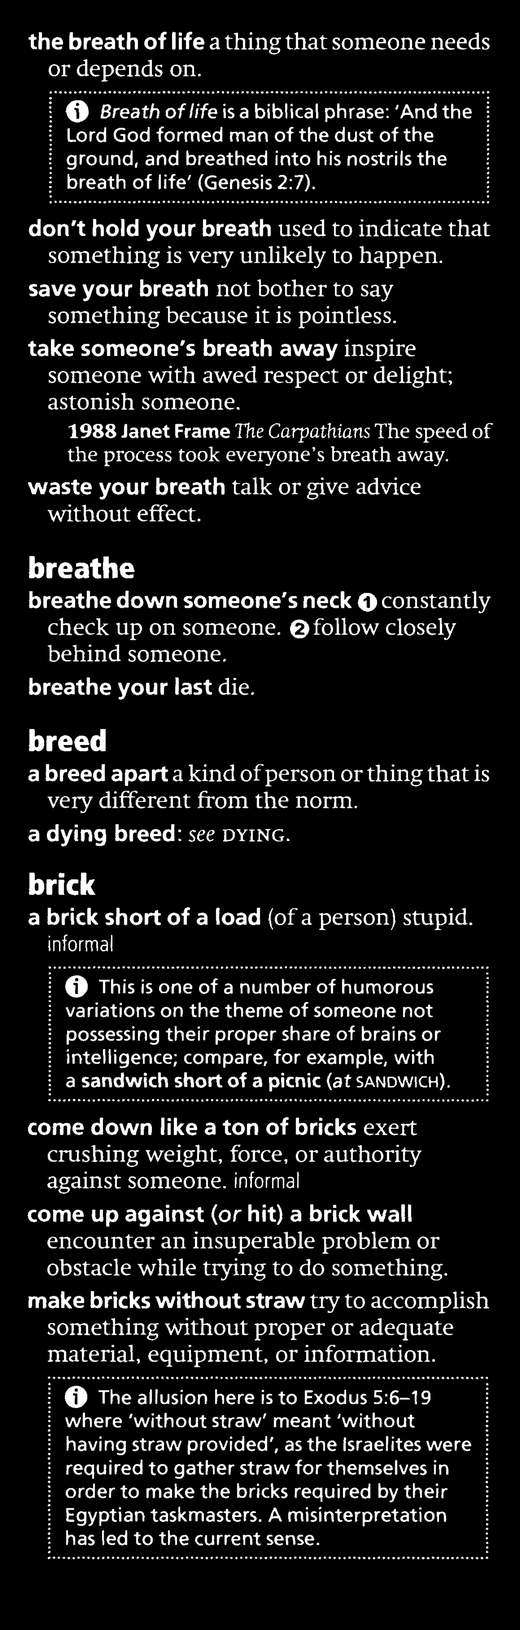 the breath of life a thing that someone needs
or depends on.
ⓘ Breath of life is a biblical phrase: ‘And the
Lord God formed man of the dust of the
ground, and breathed into his nostrils the
breath of life’ (Genesis 2:7).
don’t hold your breath used to indicate that
something is very unlikely to happen.
save your breath not bother to say
something because it is pointless.
take someone’s breath away inspire
someone with awed respect or delight;
astonish someone.
1988 Janet Frame The Carpathians The speed of
the process took everyone’s breath away.
waste your breath talk or give advice
without effect.
breathe
breathe down someone’s neck ❶ constantly
check up on someone. ❷ follow closely
behind someone.
breathe your last die.
breed
a breed apart a kind of person or thing that is
very different from the norm.
a dying breed: see DYING.
brick
a brick short of a load (of a person) stupid.
informal
ⓘ This is one of a number of humorous
variations on the theme of someone not
possessing their proper share of brains or
intelligence; compare, for example, with
a sandwich short of a picnic (at SANDWICH).
come down like a ton of bricks exert
crushing weight, force, or authority
against someone. informal
come up against (or hit) a brick wall
encounter an insuperable problem or
obstacle while trying to do something.
make bricks without straw try to accomplish
something without proper or adequate
material, equipment, or information.
ⓘ The allusion here is to Exodus 5:6–19
where ‘without straw’ meant ‘without
having straw provided’, as the Israelites were
required to gather straw for themselves in
order to make the bricks required by their
Egyptian taskmasters. A misinterpretation
has led to the current sense.